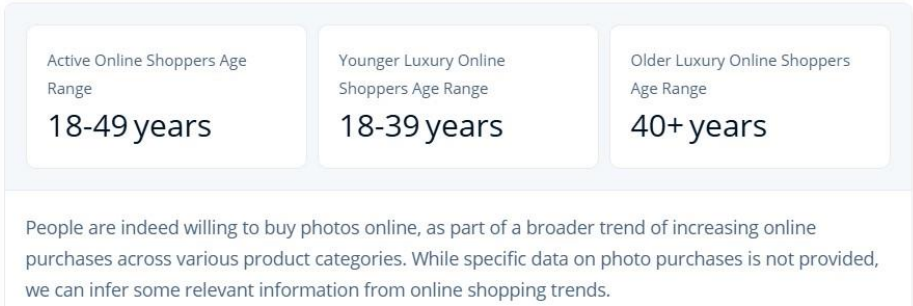 Active Online Shoppers Age
Range
18-49 years
Younger Luxury Online
Shoppers Age Range
18-39 years
Older Luxury Online Shoppers
Age Range
40+ years
People are indeed willing to buy photos online, as part of a broader trend of increasing online
purchases across various product categories. While specific data on photo purchases is not provided,
we can infer some relevant information from online shopping trends.